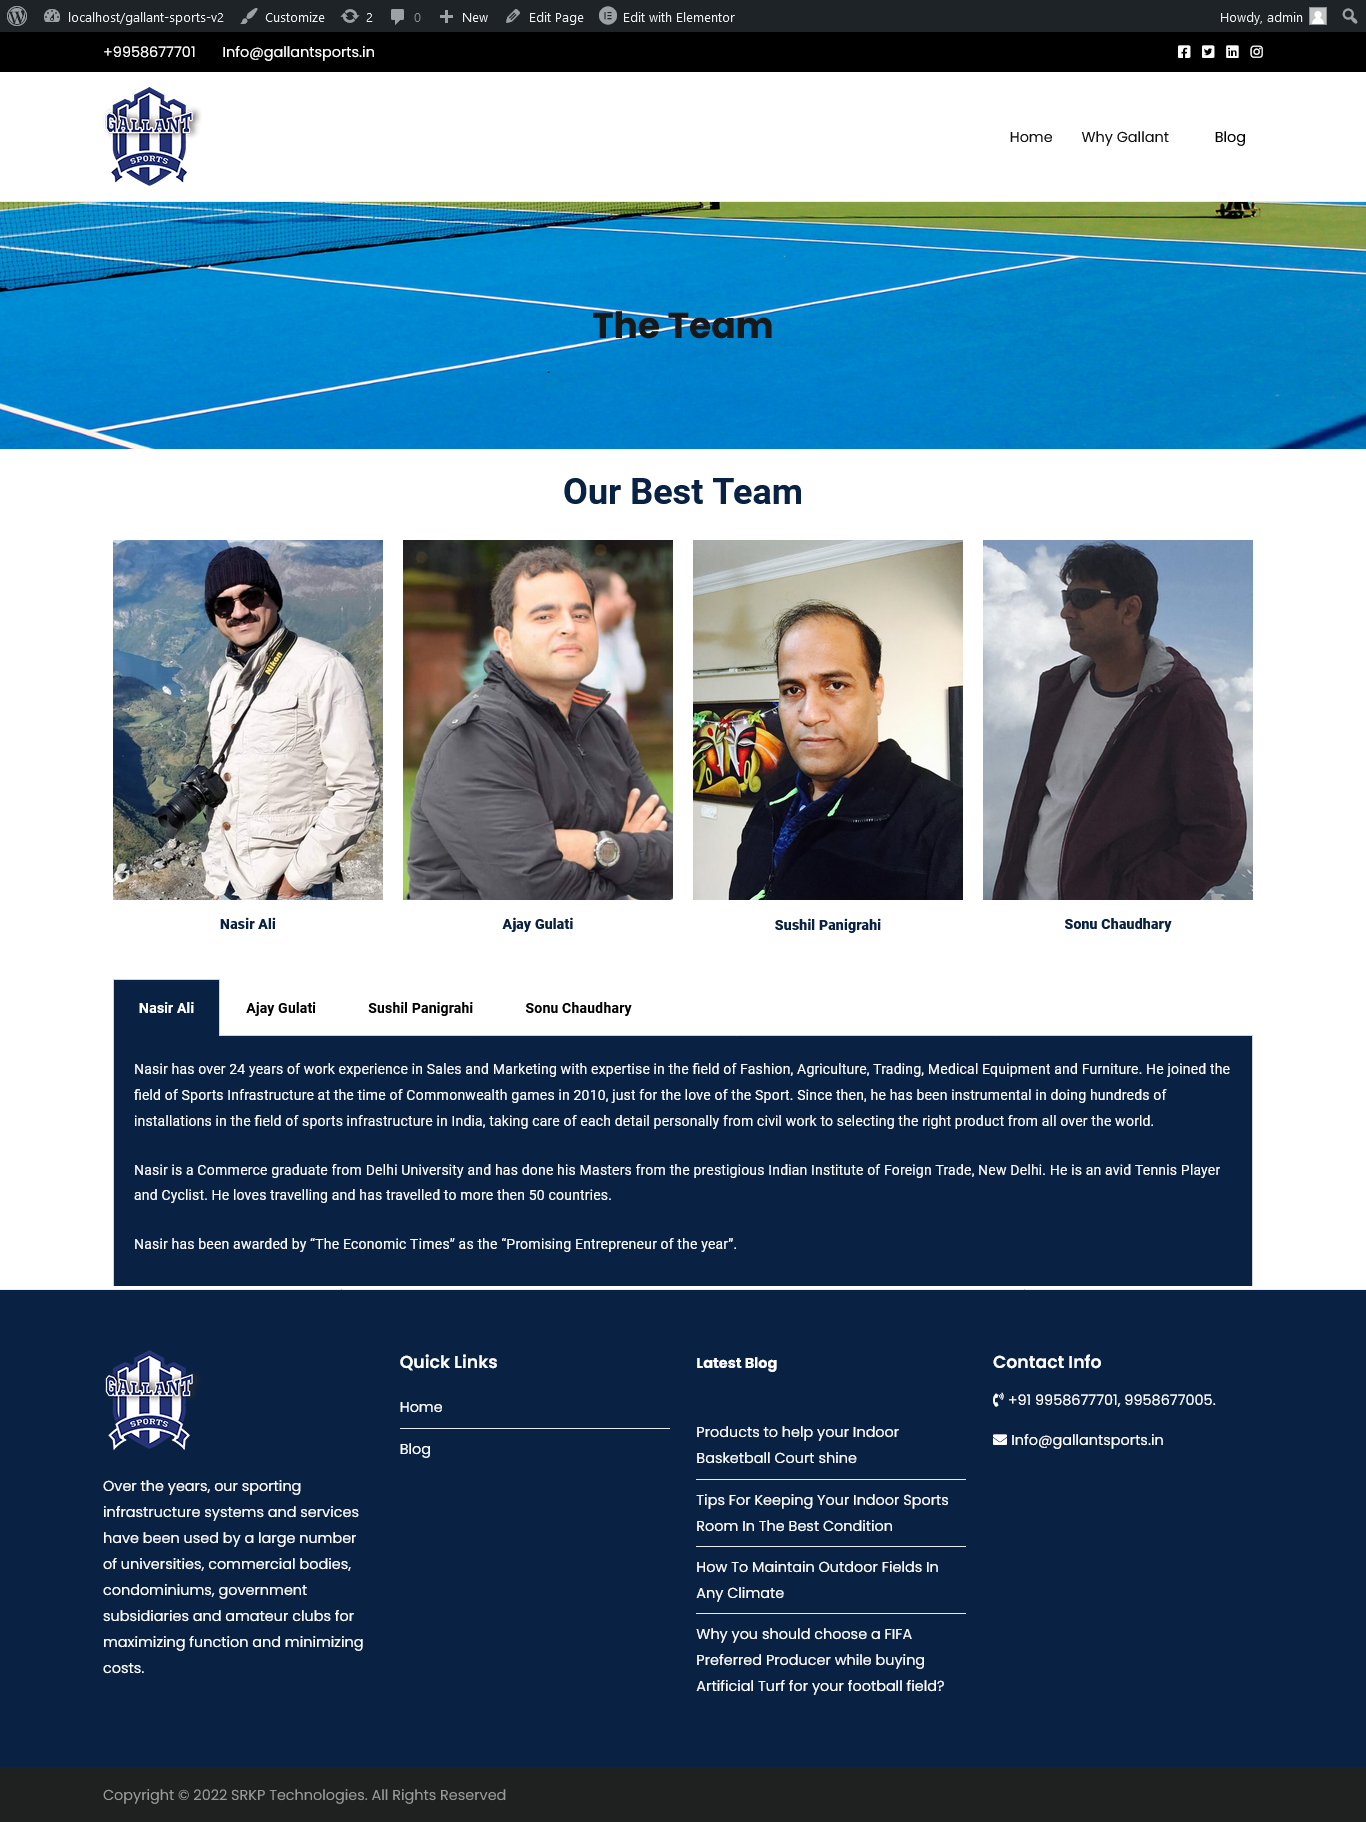 localhost/gallant-sports-v2 Customize 2 0 New Edit Page Edit with Elementor Howdy, admin
+9958677701 Info@gallantsports.in
GALLANT
SPORTS
Home Why Gallant Blog
The Team
Our Best Team
Nikon
Nasir Ali Ajay Gulati Sushil Panigrahi Sonu Chaudhary
Nasir Ali Ajay Gulati Sushil Panigrahi Sonu Chaudhary
Nasir has over 24 years of work experience in Sales and Marketing with expertise in the field of Fashion, Agriculture, Trading, Medical Equipment and Furniture. He joined the
field of Sports Infrastructure at the time of Commonwealth games in 2010, just for the love of the Sport. Since then, he has been instrumental in doing hundreds of
installations in the field of sports infrastructure in India, taking care of each detail personally from civil work to selecting the right product from all over the world.
Nasir is a Commerce graduate from Delhi University and has done his Masters from the prestigious Indian Institute of Foreign Trade, New Delhi. He is an avid Tennis Player
and Cyclist. He loves travelling and has travelled to more then 50 countries.
Nasir has been awarded by “The Economic Times” as the “Promising Entrepreneur of the year”.
GALLANT
SPORTS
Over the years, our sporting
infrastructure systems and services
have been used by a large number
of universities, commercial bodies,
condominiums, government
subsidiaries and amateur clubs for
maximizing function and minimizing
costs.
Quick Links
Home
Blog
Latest Blog
Products to help your Indoor
Basketball Court shine
Tips For Keeping Your Indoor Sports
Room In The Best Condition
How To Maintain Outdoor Fields In
Any Climate
Why you should choose a FIFA
Preferred Producer while buying
Artificial Turf for your football field?
Contact Info
+91 9958677701, 9958677005.
Info@gallantsports.in
Copyright © 2022 SRKP Technologies. All Rights Reserved